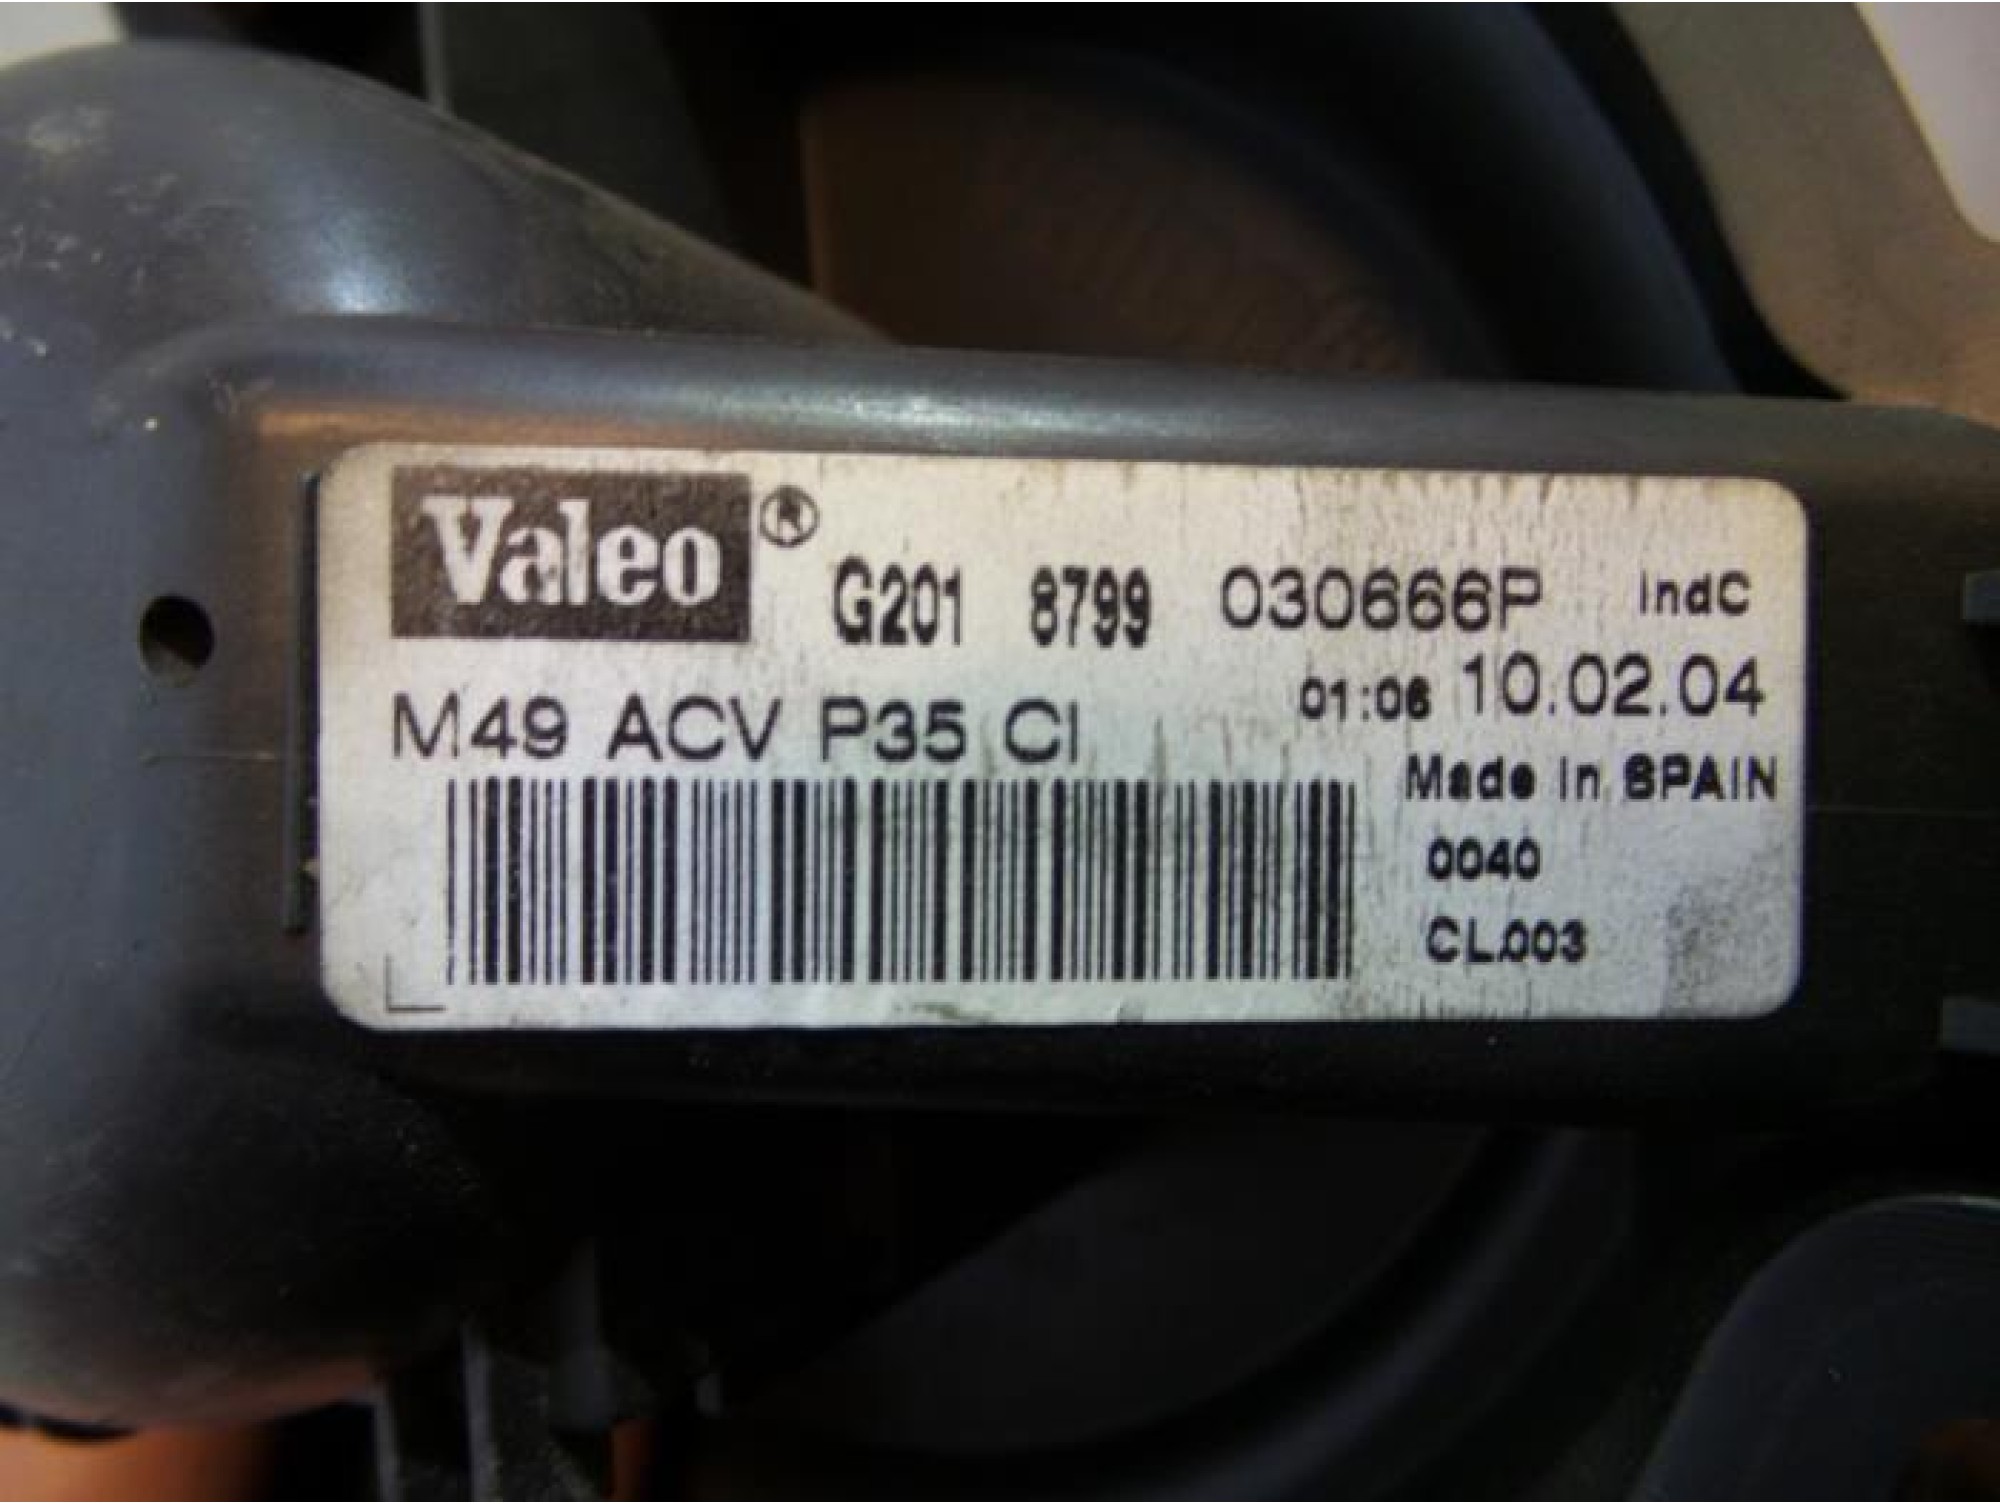 Valeo® G201 8799 030666P indC
M49 ACV P35 CI 01:06 10.02.04
Made in SPAIN
0040
CL003